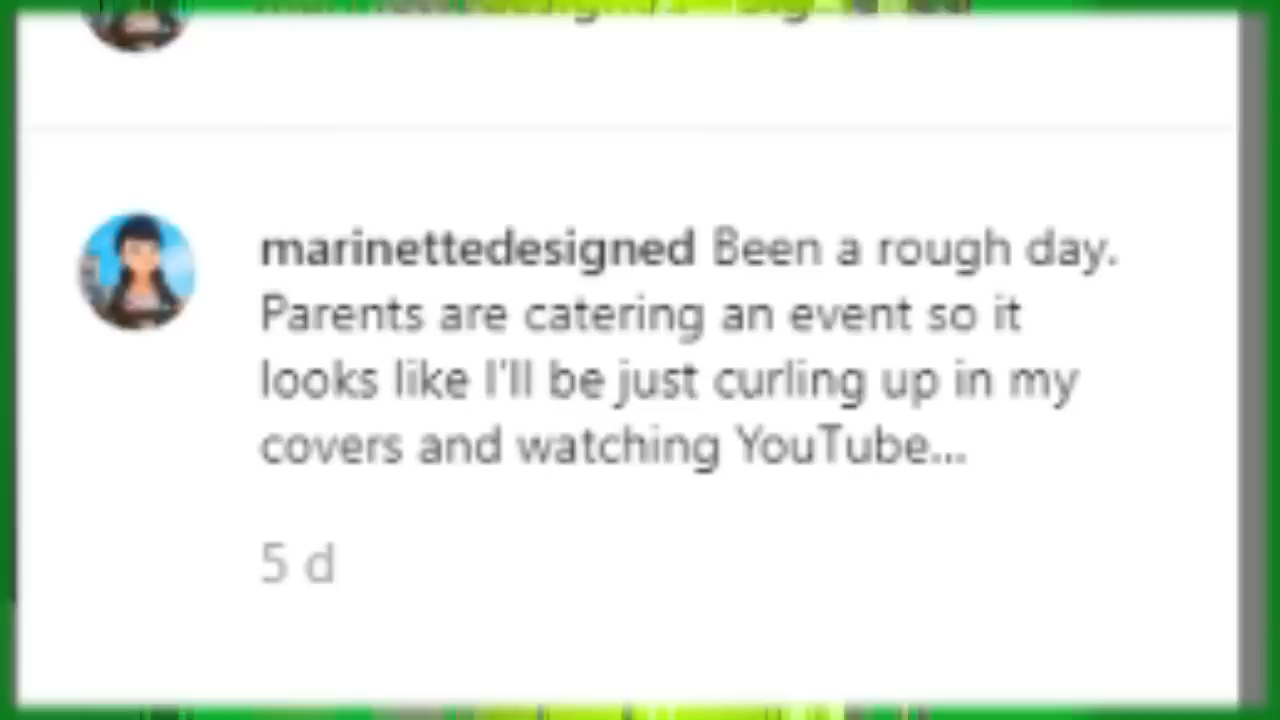 marinettedesigned Been a rough day.
Parents are catering an event so it
looks like I'll be just curling up in my
covers and watching YouTube...
5 d